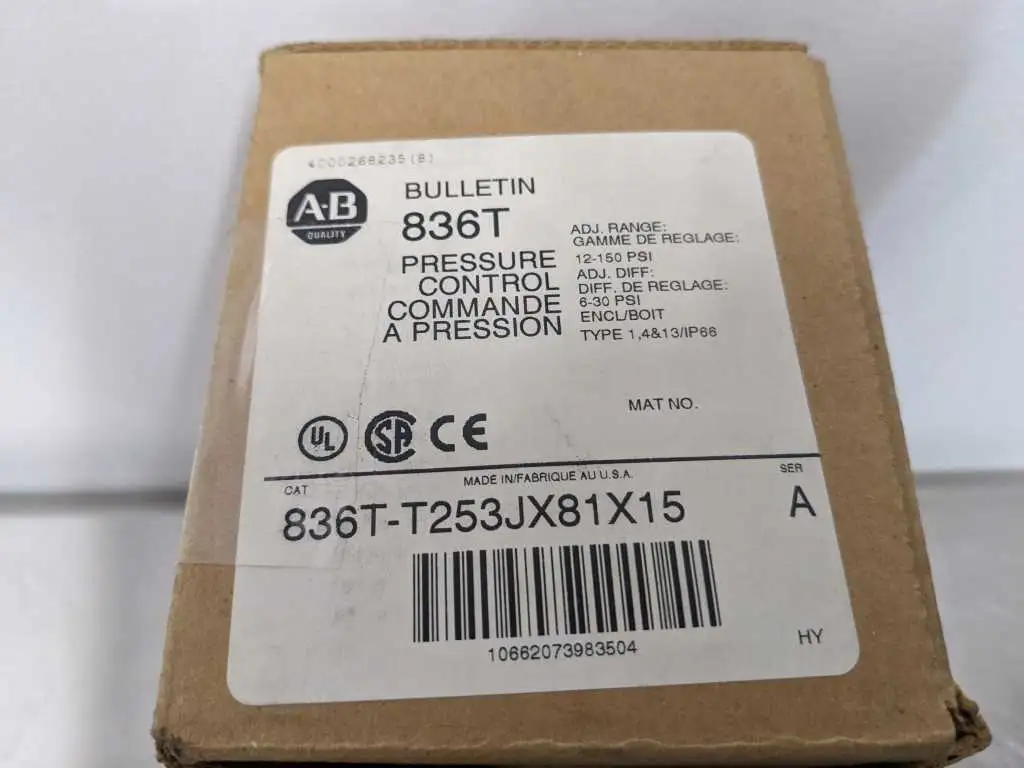 4000268235(B)
A-B
QUALITY
BULLETIN
836T
PRESSURE
CONTROL
COMMANDE
A PRESSION
ADJ. RANGE:
GAMME DE REGLAGE:
12-150 PSI
ADJ. DIFF:
DIFF. DE REGLAGE:
6-30 PSI
ENCL/BOIT
TYPE 1,4&13/IP66
MAT NO.
UL
SA
CE
MADE IN/FABRIQUE AU U.S.A.
CAT
SER
836T-T253JX81X15
A
10662073983504
HY